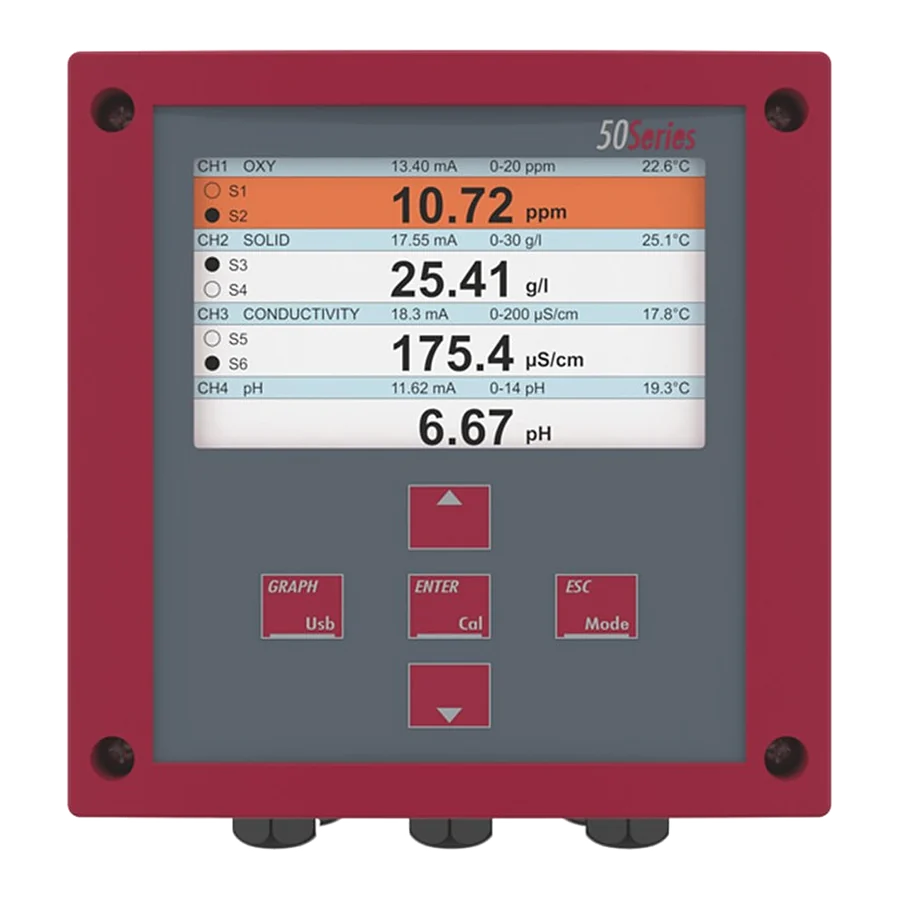 50Series
CH1 OXY 13.40 mA 0-20 ppm 22.6°C
S1
S2
10.72 ppm
CH2 SOLID 17.55 mA 0-30 g/l 25.1°C
S3
S4
25.41 g/l
CH3 CONDUCTIVITY 18.3 mA 0-200 µS/cm 17.8°C
S5
S6
175.4 µS/cm
CH4 pH 11.62 mA 0-14 pH 19.3°C
6.67 pH
GRAPH
Usb
ENTER
Cal
ESC
Mode